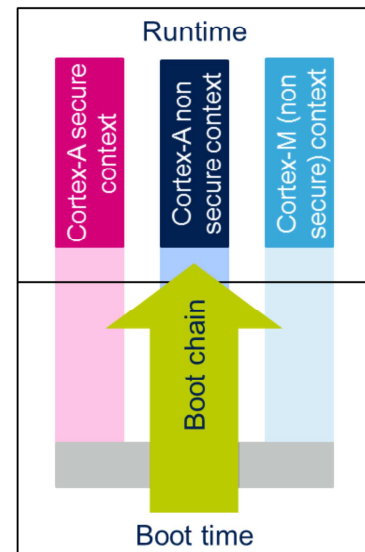 Runtime
Cortex-A secure
context
Cortex-A non
secure context
Cortex-M (non
secure) context
Boot chain
Boot time